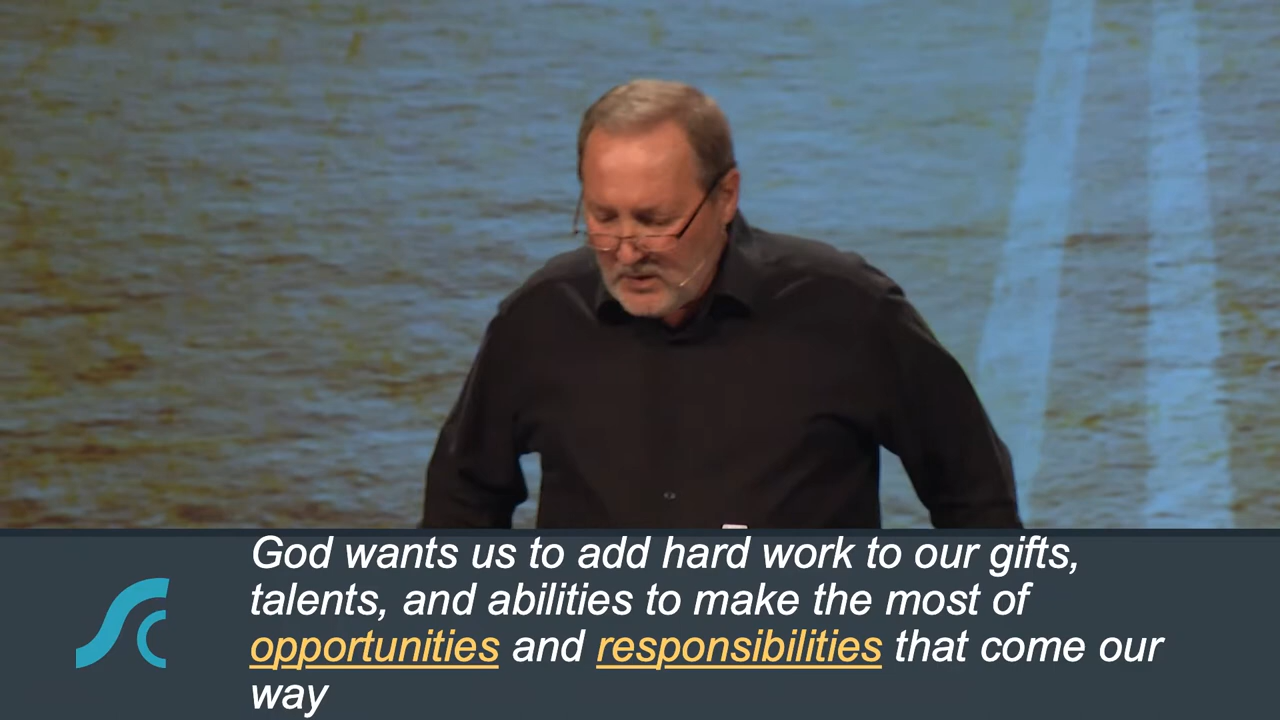 God wants us to add hard work to our gifts,
talents, and abilities to make the most of
opportunities and responsibilities that come our
way